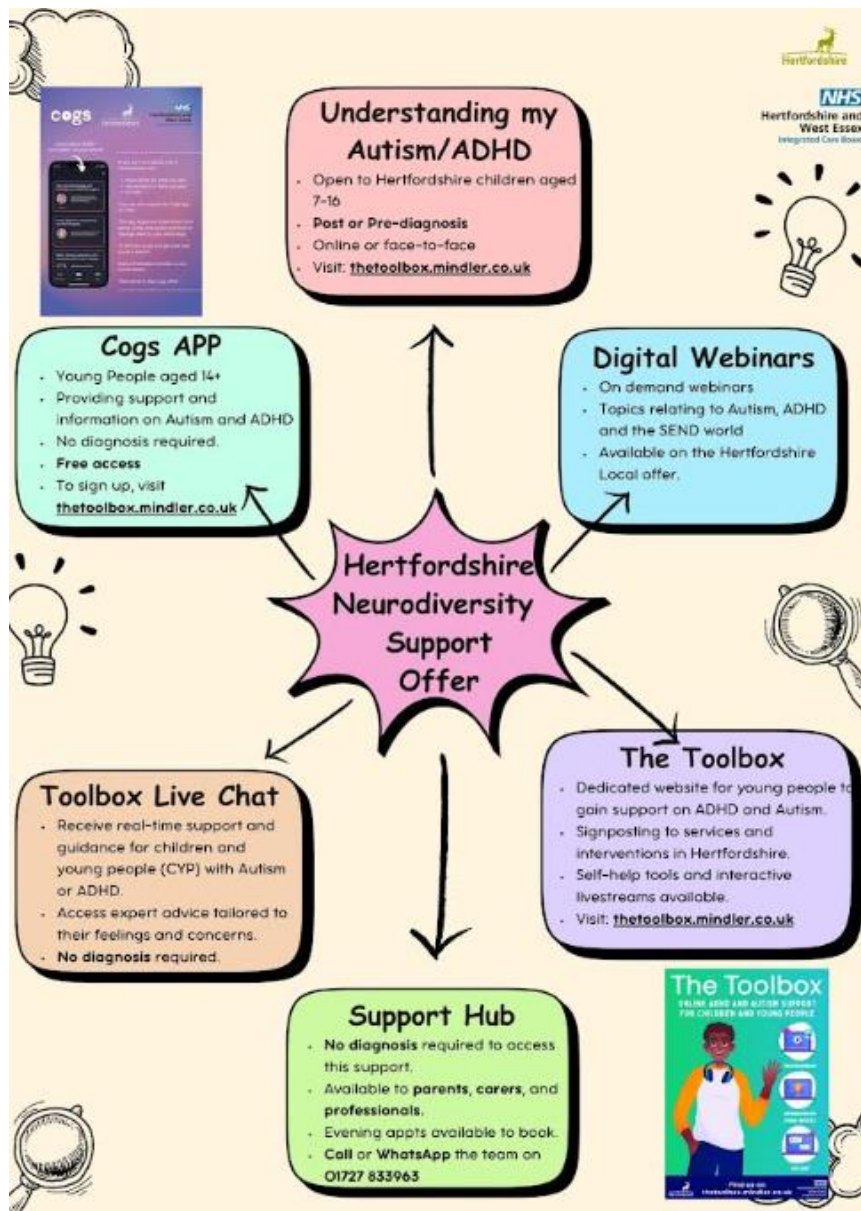 Hertfordshire
NHS
Hertfordshire and
West Essex
Integrated Care Board
cogs
Understanding my
Autism/ADHD
Open to Hertfordshire children aged
7-16
Post or Pre-diagnosis
Online or face-to-face
Visit: thetoolbox.mindler.co.uk
Cogs APP
Young People aged 14+
Providing support and
information on Autism and ADHD
No diagnosis required.
Free access
To sign up, visit
thetoolbox.mindler.co.uk
Digital Webinars
On demand webinars
Topics relating to Autism, ADHD
and the SEND world
Available on the Hertfordshire
Local offer.
Hertfordshire
Neurodiversity
Support
Offer
Toolbox Live Chat
Receive real-time support and
guidance for children and
young people (CYP) with Autism
or ADHD.
Access expert advice tailored to
their feelings and concerns.
No diagnosis required.
The Toolbox
Dedicated website for young people to
gain support on ADHD and Autism.
Signposting to services and
interventions in Hertfordshire.
Self-help tools and interactive
livestreams available.
Visit: thetoolbox.mindler.co.uk
Support Hub
No diagnosis required to access
this support.
Available to parents, carers, and
professionals.
Evening appts available to book.
Call or WhatsApp the team on
01727 833963
The Toolbox
ONLINE ADHD AND AUTISM SUPPORT
FOR CHILDREN AND YOUNG PEOPLE
Find us on
thetoolbox.mindler.co.uk